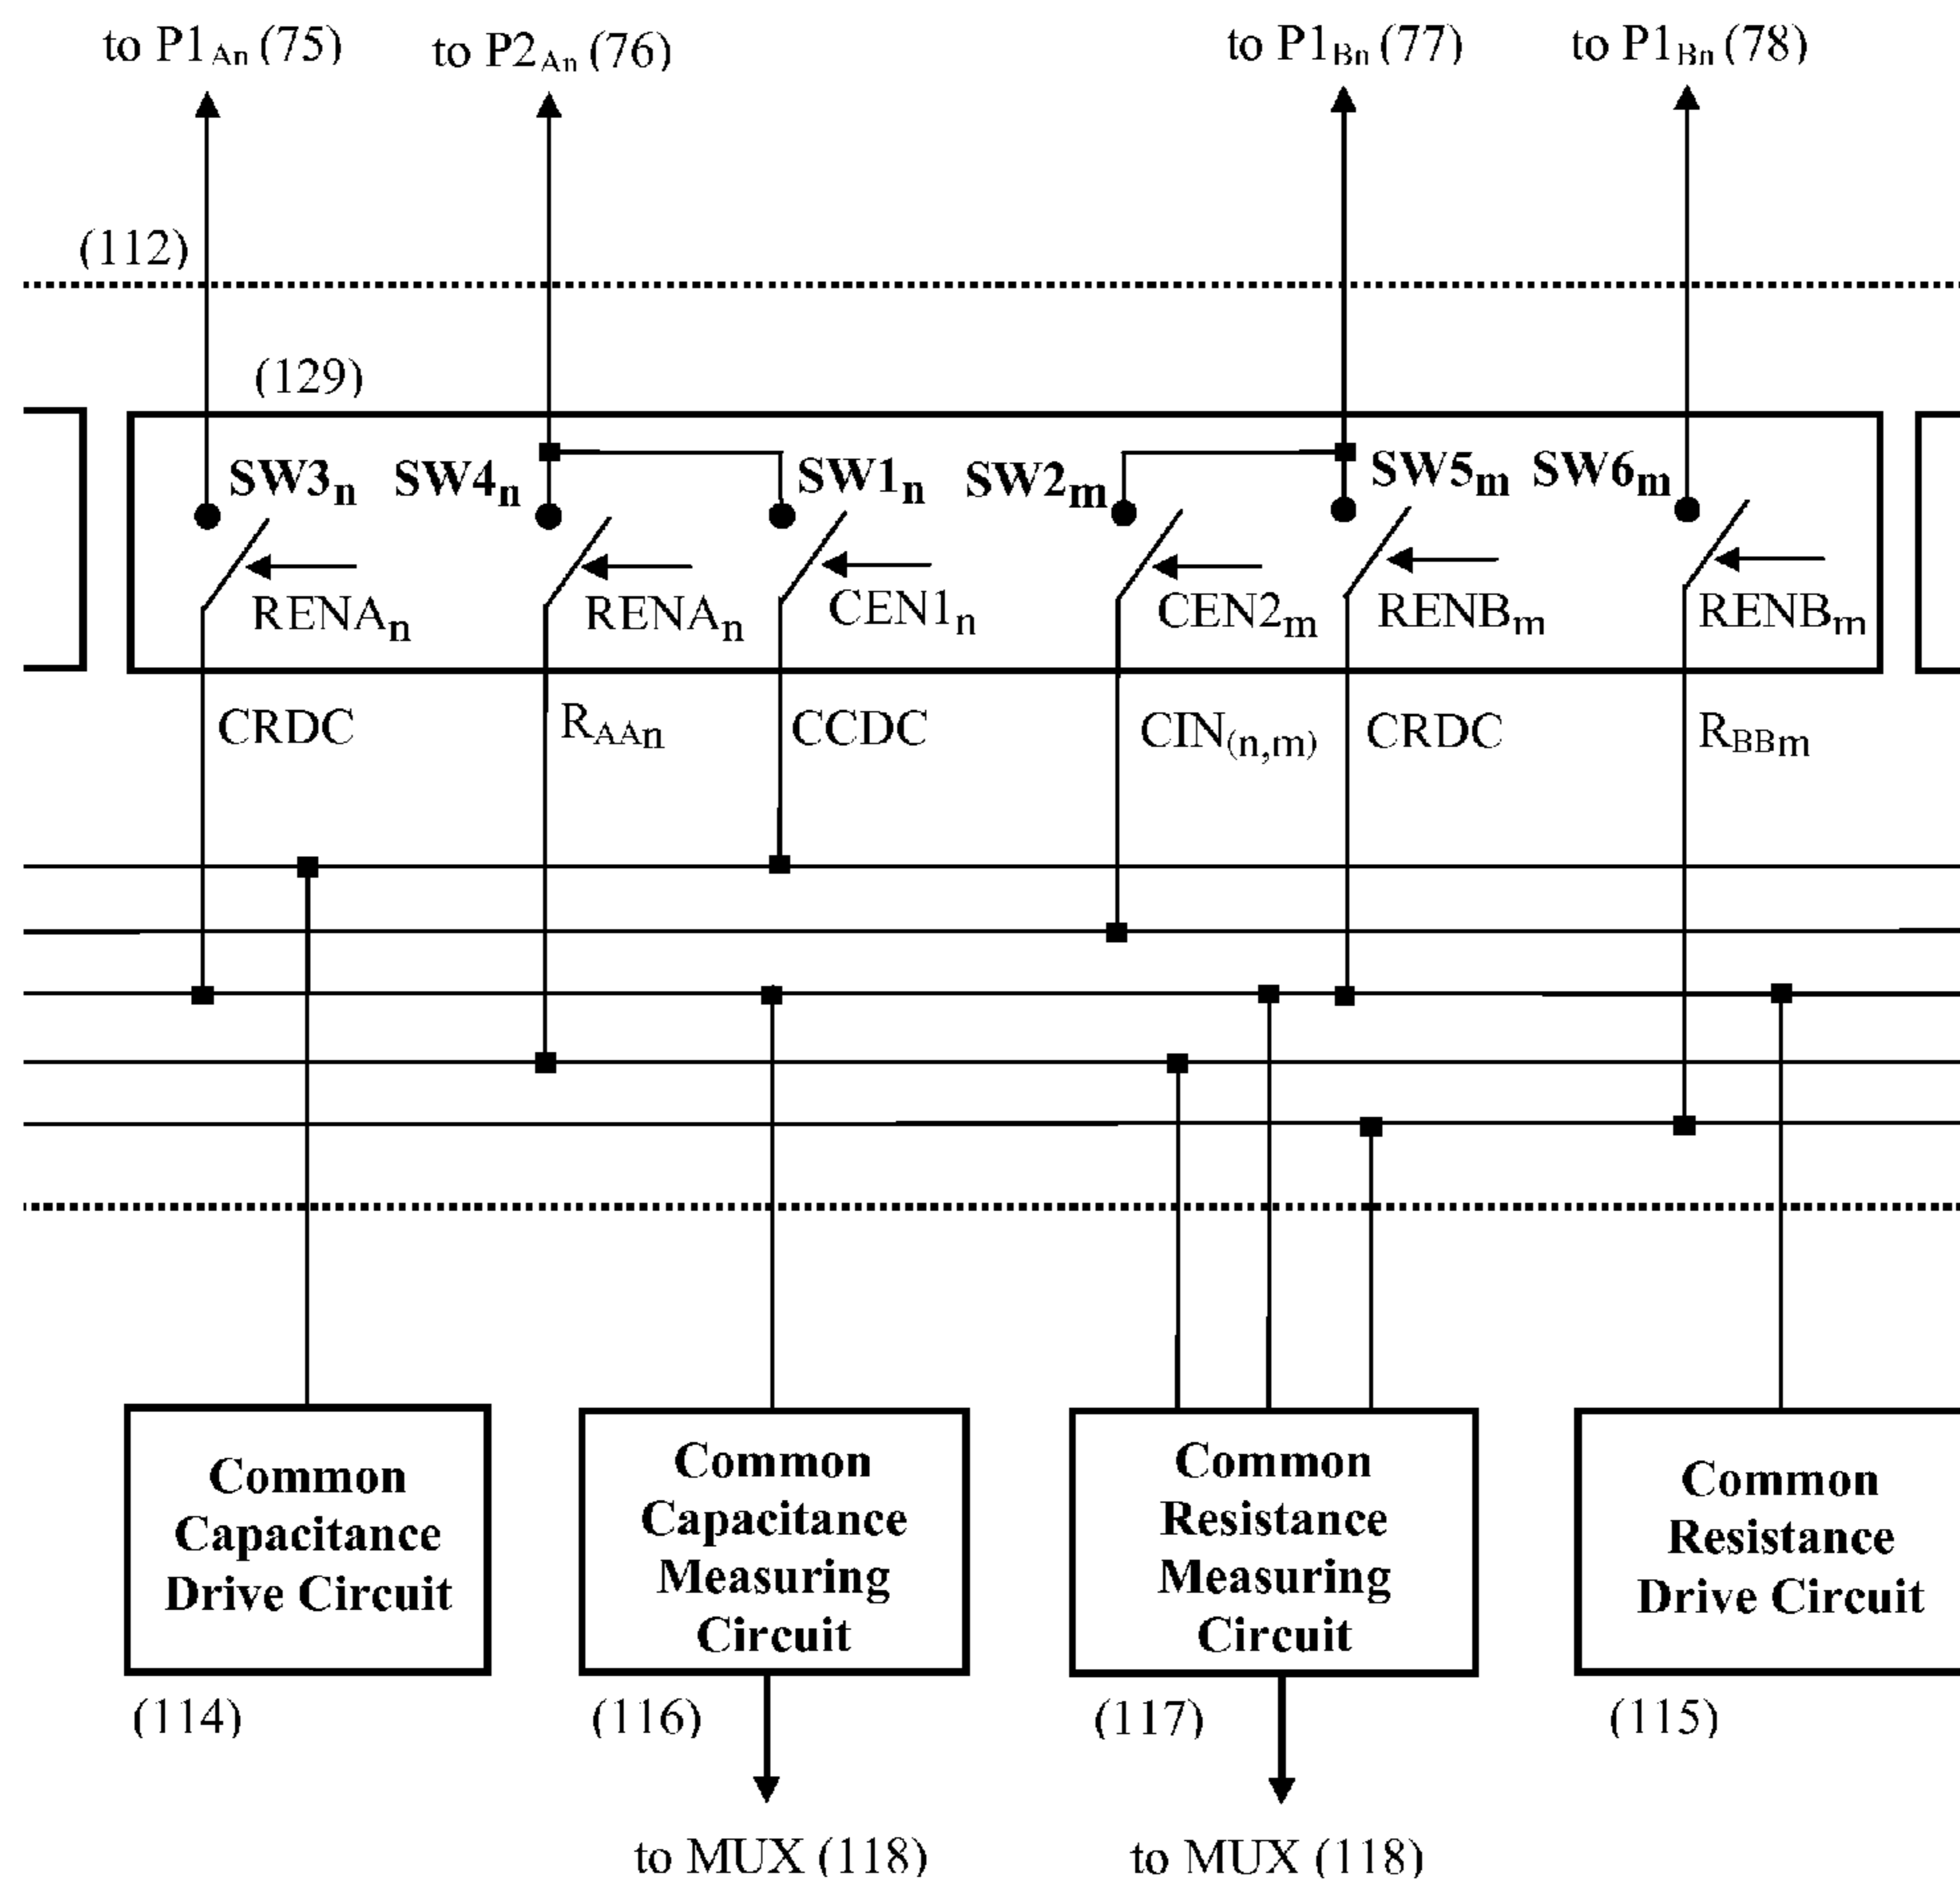 to P1An (75)
to P2An (76)
to P1Bn (77)
to P1Bn (78)
(112)
(129)
SW3n
SW4n
SW1n
SW2m
SW5m
SW6m
RENAn
RENAn
CEN1n
CEN2m
RENBm
RENBm
CRDC
RAAn
CCDC
CIN(n,m)
CRDC
RBBm
Common
Capacitance
Drive Circuit
(114)
Common
Capacitance
Measuring
Circuit
(116)
to MUX (118)
Common
Resistance
Measuring
Circuit
(117)
to MUX (118)
Common
Resistance
Drive Circuit
(115)